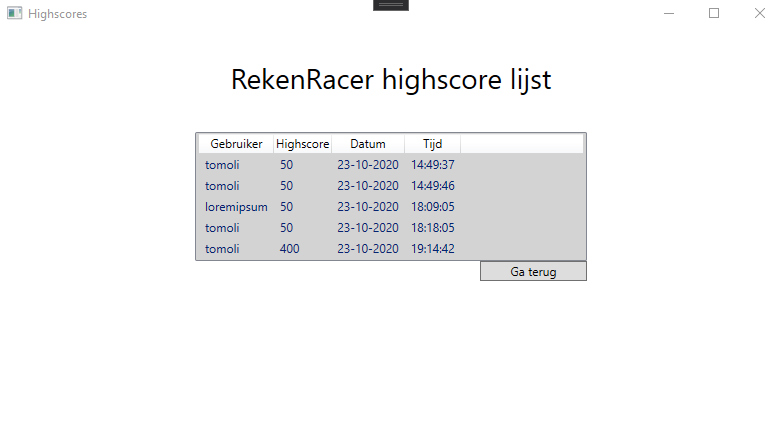 Highscores
RekenRacer highscore lijst
Gebruiker Highscore Datum Tijd
tomoli 50 23-10-2020 14:49:37
tomoli 50 23-10-2020 14:49:46
loremipsum 50 23-10-2020 18:09:05
tomoli 50 23-10-2020 18:18:05
tomoli 400 23-10-2020 19:14:42
Ga terug